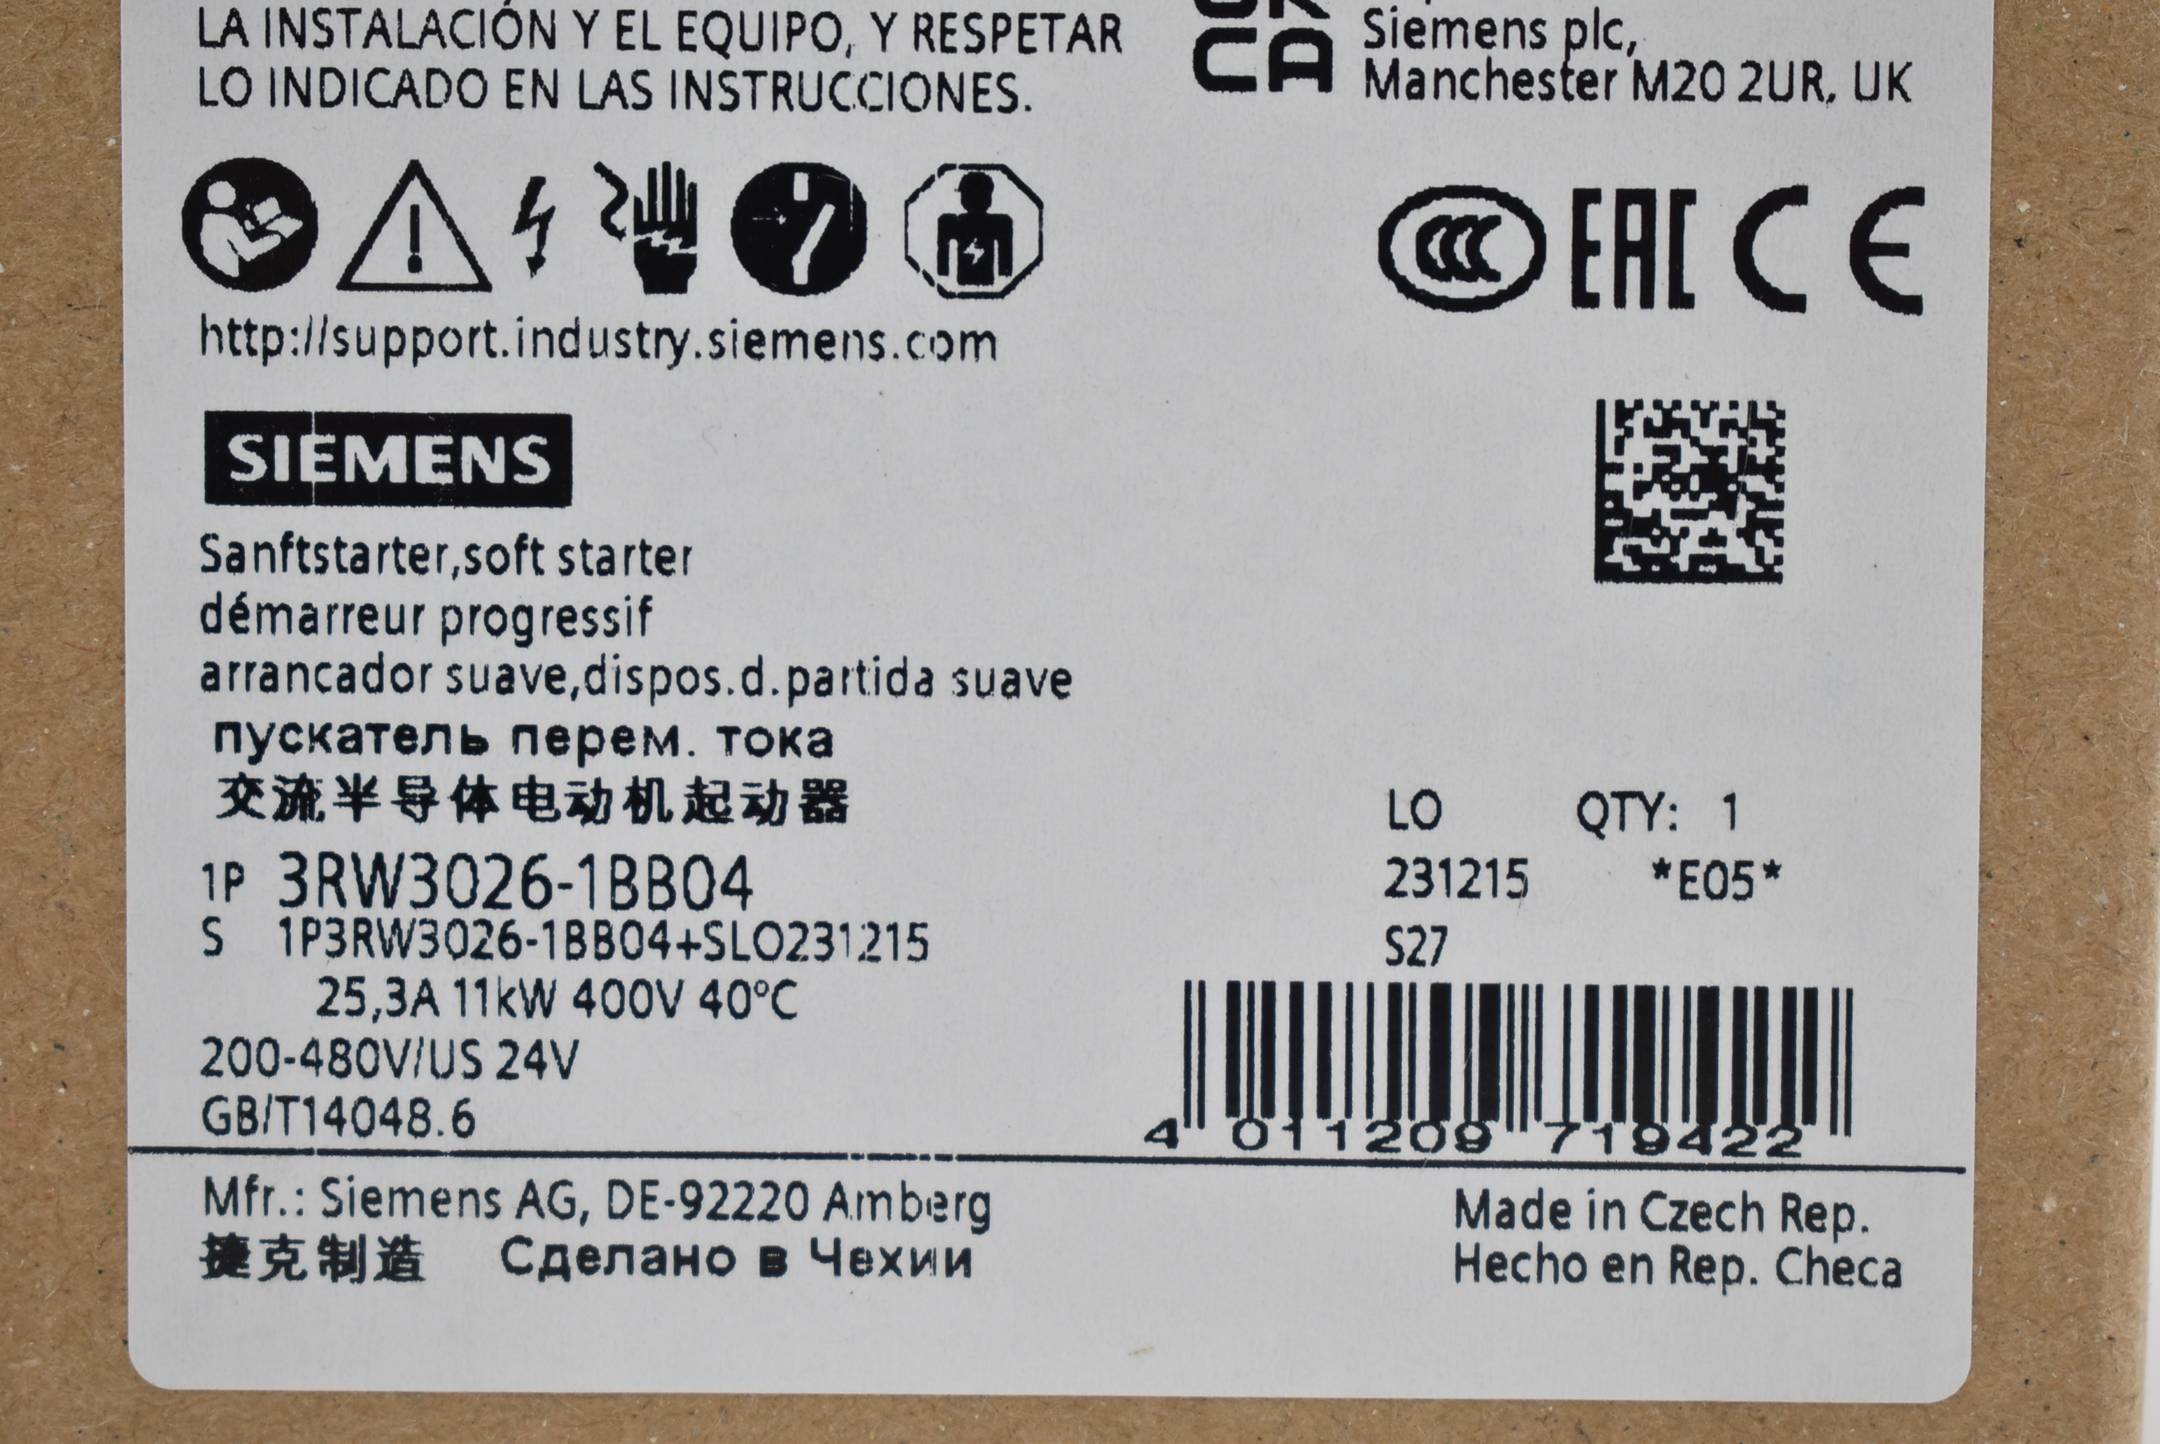 LA INSTALACIÓN Y EL EQUIPO, Y RESPETAR
LO INDICADO EN LAS INSTRUCCIONES.
CA
Siemens plc,
Manchester M20 2UR, UK
CCC EAC CE
http://support.industry.siemens.com
SIEMENS
Sanftstarter,soft starter
démarreur progressif
arrancador suave,dispos.d.partida suave
пускатель перем. тока
交流半导体电动机起动器
LO QTY: 1
1P 3RW3026-1BB04
231215 *E05*
S 1P3RW3026-1BB04+SLO231215
S27
25,3A 11kW 400V 40°C
200-480V/US 24V
GB/T14048.6
4 011209 719422
Mfr.: Siemens AG, DE-92220 Amberg
Made in Czech Rep.
捷克制造 Сделано в Чехии
Hecho en Rep. Checa